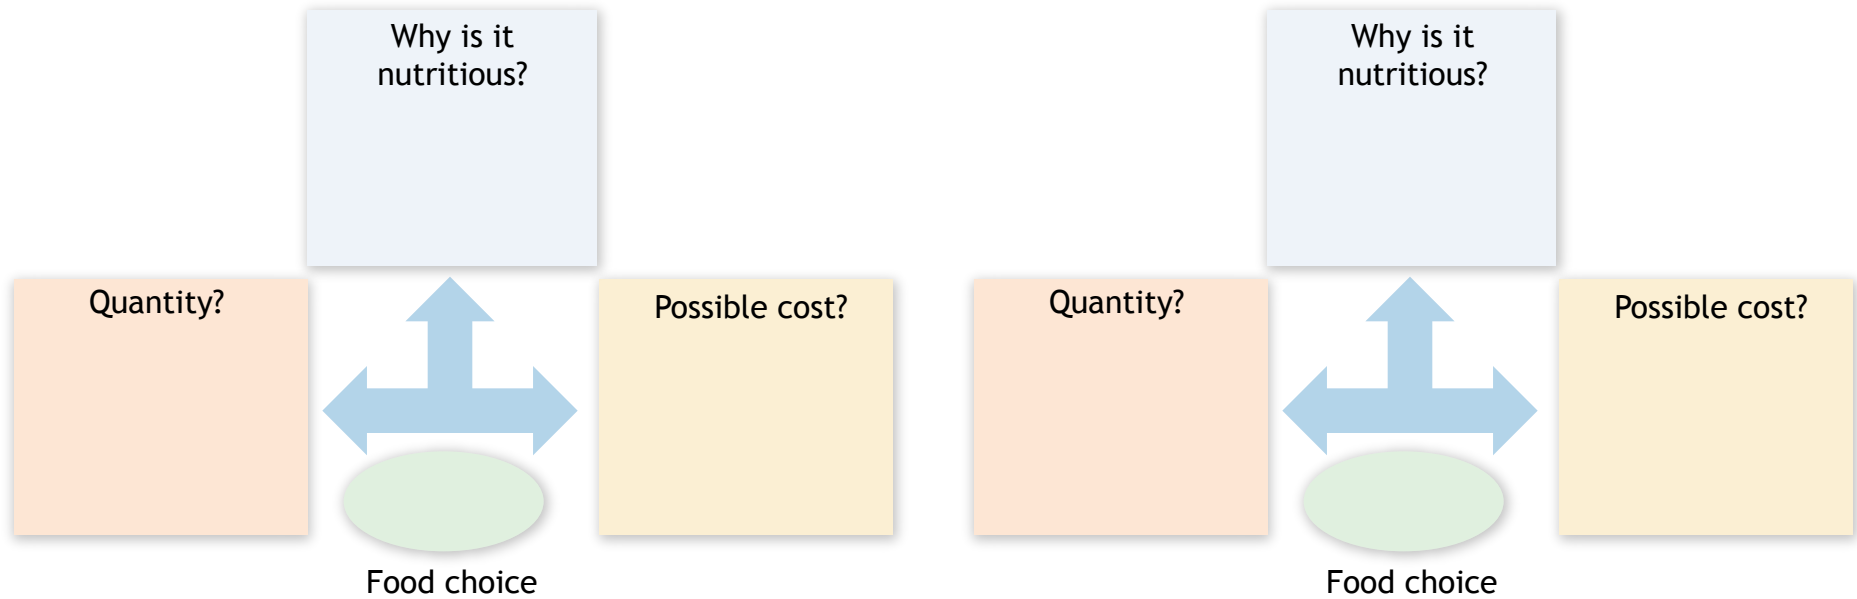 Why is it
nutritious?
Quantity?
Possible cost?
Food choice
Why is it
nutritious?
Quantity?
Possible cost?
Food choice